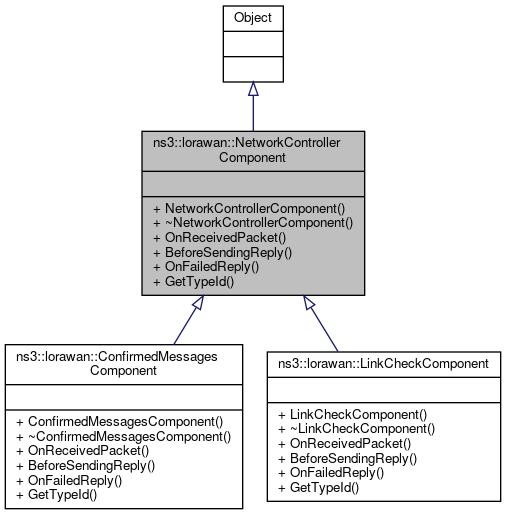 Object
ns3::lorawan::NetworkController
Component
+ NetworkControllerComponent()
+ ~NetworkControllerComponent()
+ OnReceivedPacket()
+ BeforeSendingReply()
+ OnFailedReply()
+ GetTypeId()
ns3::lorawan::ConfirmedMessages
Component
+ ConfirmedMessagesComponent()
+ ~ConfirmedMessagesComponent()
+ OnReceivedPacket()
+ BeforeSendingReply()
+ OnFailedReply()
+ GetTypeId()
ns3::lorawan::LinkCheckComponent
+ LinkCheckComponent()
+ ~LinkCheckComponent()
+ OnReceivedPacket()
+ BeforeSendingReply()
+ OnFailedReply()
+ GetTypeId()